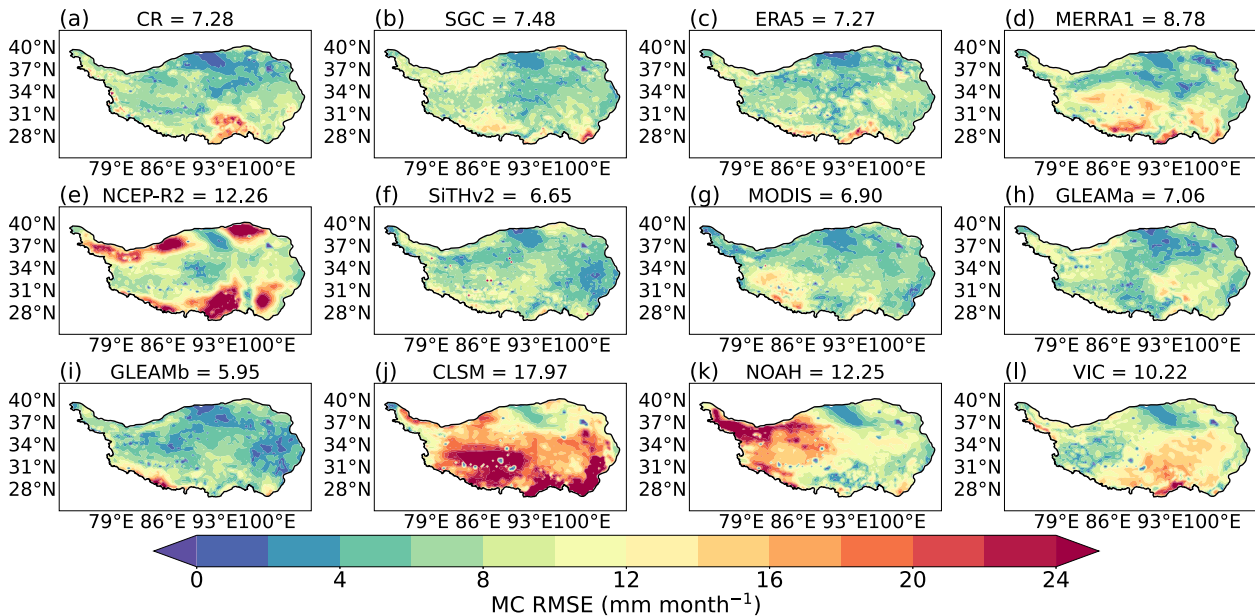 (a) CR = 7.28
(b) SGC = 7.48
(c) ERA5 = 7.27
(d) MERRA1 = 8.78
40°N
37°N
34°N
31°N
28°N
79°E 86°E 93°E100°E
40°N
37°N
34°N
31°N
28°N
79°E 86°E 93°E100°E
40°N
37°N
34°N
31°N
28°N
79°E 86°E 93°E100°E
40°N
37°N
34°N
31°N
28°N
79°E 86°E 93°E100°E
(e) NCEP-R2 = 12.26
(f) SiTHv2 = 6.65
(g) MODIS = 6.90
(h) GLEAMa = 7.06
40°N
37°N
34°N
31°N
28°N
79°E 86°E 93°E100°E
40°N
37°N
34°N
31°N
28°N
79°E 86°E 93°E100°E
40°N
37°N
34°N
31°N
28°N
79°E 86°E 93°E100°E
40°N
37°N
34°N
31°N
28°N
79°E 86°E 93°E100°E
(i) GLEAMb = 5.95
(j) CLSM = 17.97
(k) NOAH = 12.25
(l) VIC = 10.22
40°N
37°N
34°N
31°N
28°N
79°E 86°E 93°E100°E
40°N
37°N
34°N
31°N
28°N
79°E 86°E 93°E100°E
40°N
37°N
34°N
31°N
28°N
79°E 86°E 93°E100°E
40°N
37°N
34°N
31°N
28°N
79°E 86°E 93°E100°E
0 4 8 12 16 20 24
MC RMSE (mm month⁻¹)